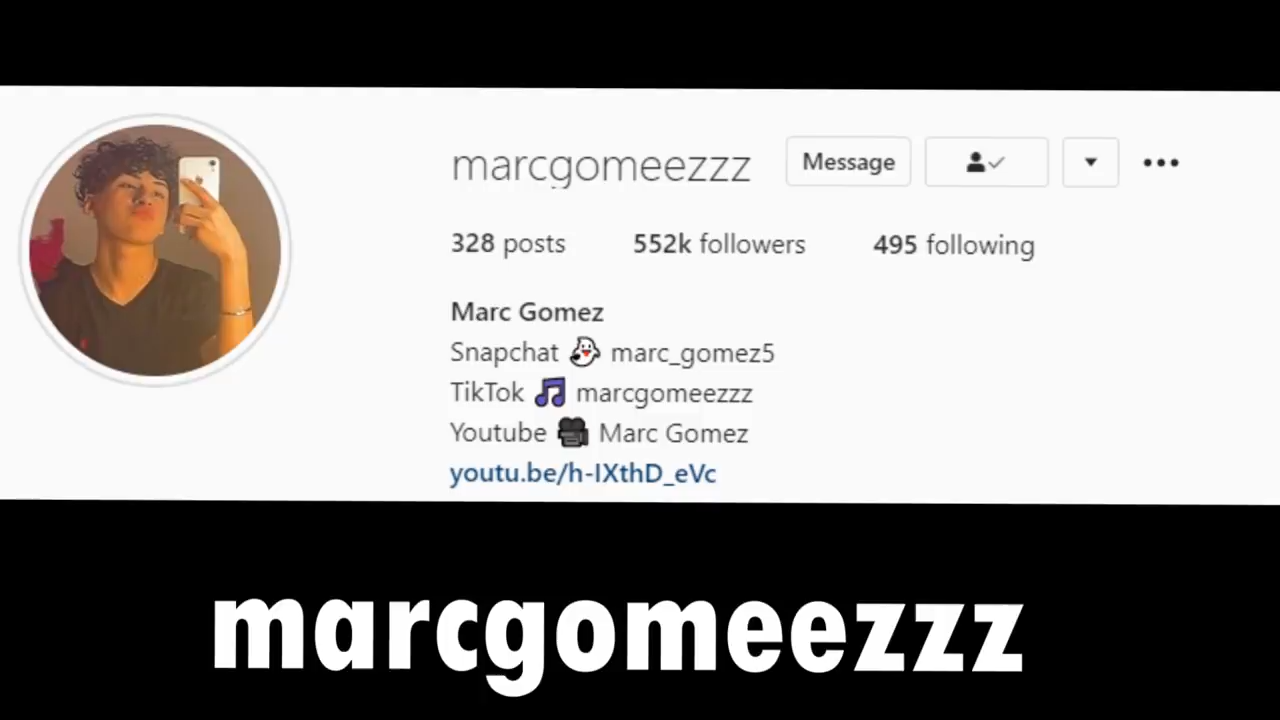 marcgomeezzz Message
328 posts 552k followers 495 following
Marc Gomez
Snapchat 👻 marc_gomez5
TikTok 🎵 marcgomeezzz
Youtube 🎥 Marc Gomez
youtu.be/h-IXthD_eVc
marcgomeezzz